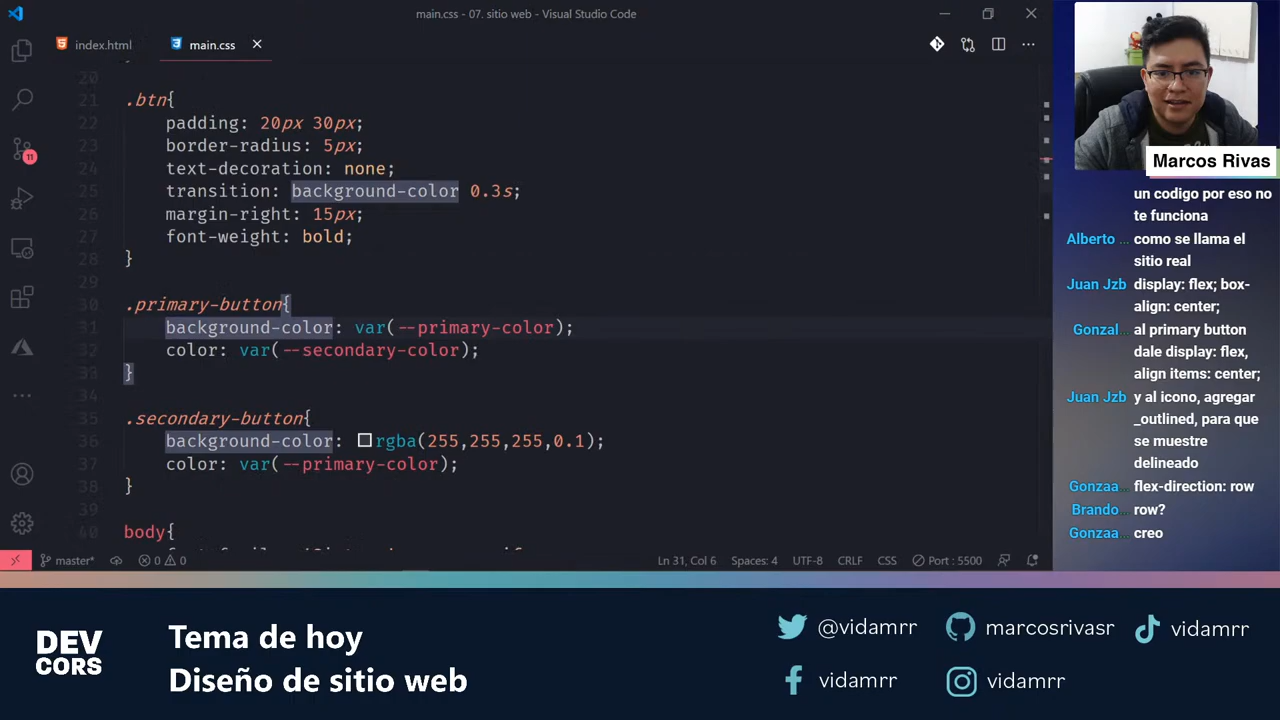 main.css - 07. sitio web - Visual Studio Code
index.html
main.css
20
21 .btn{
22 padding: 20px 30px;
23 border-radius: 5px;
24 text-decoration: none;
25 transition: background-color 0.3s;
26 margin-right: 15px;
27 font-weight: bold;
28 }
29
30 .primary-button{
31 background-color: var(--primary-color);
32 color: var(--secondary-color);
33 }
34
35 .secondary-button{
36 background-color: rgba(255,255,255,0.1);
37 color: var(--primary-color);
38 }
39
40 body{
11
master*
0
0
Ln 31, Col 6
Spaces: 4
UTF-8
CRLF
CSS
Port : 5500
Marcos Rivas
un codigo por eso no
te funciona
Alberto ... como se llama el
sitio real
Juan Jzb display: flex; box-
align: center;
Gonzal al primary button
dale display: flex,
align items: center;
Juan Jzb y al icono, agregar
_outlined, para que
se muestre
delineado
Gonzaa... flex-direction: row
Brando... row?
Gonzaa... creo
DEV
CORS
Tema de hoy
Diseño de sitio web
@vidamrr
marcosrivasr
vidamrr
vidamrr
vidamrr